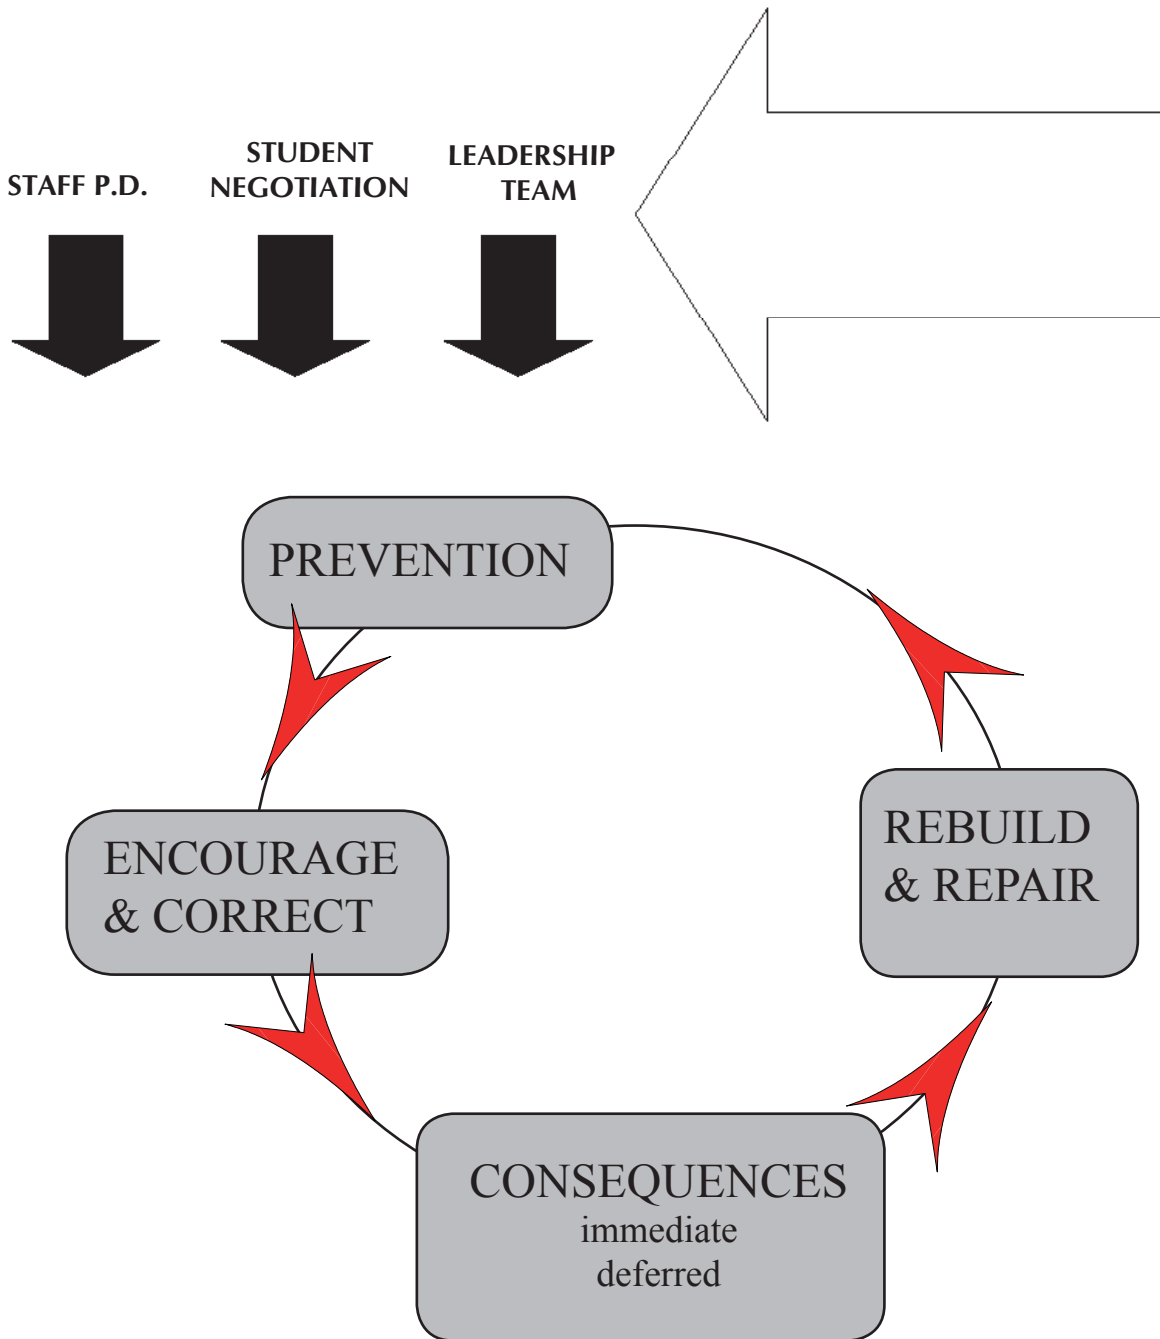 STAFF P.D.
STUDENT
NEGOTIATION
LEADERSHIP
TEAM
PREVENTION
ENCOURAGE
& CORRECT
REBUILD
& REPAIR
CONSEQUENCES
immediate
deferred